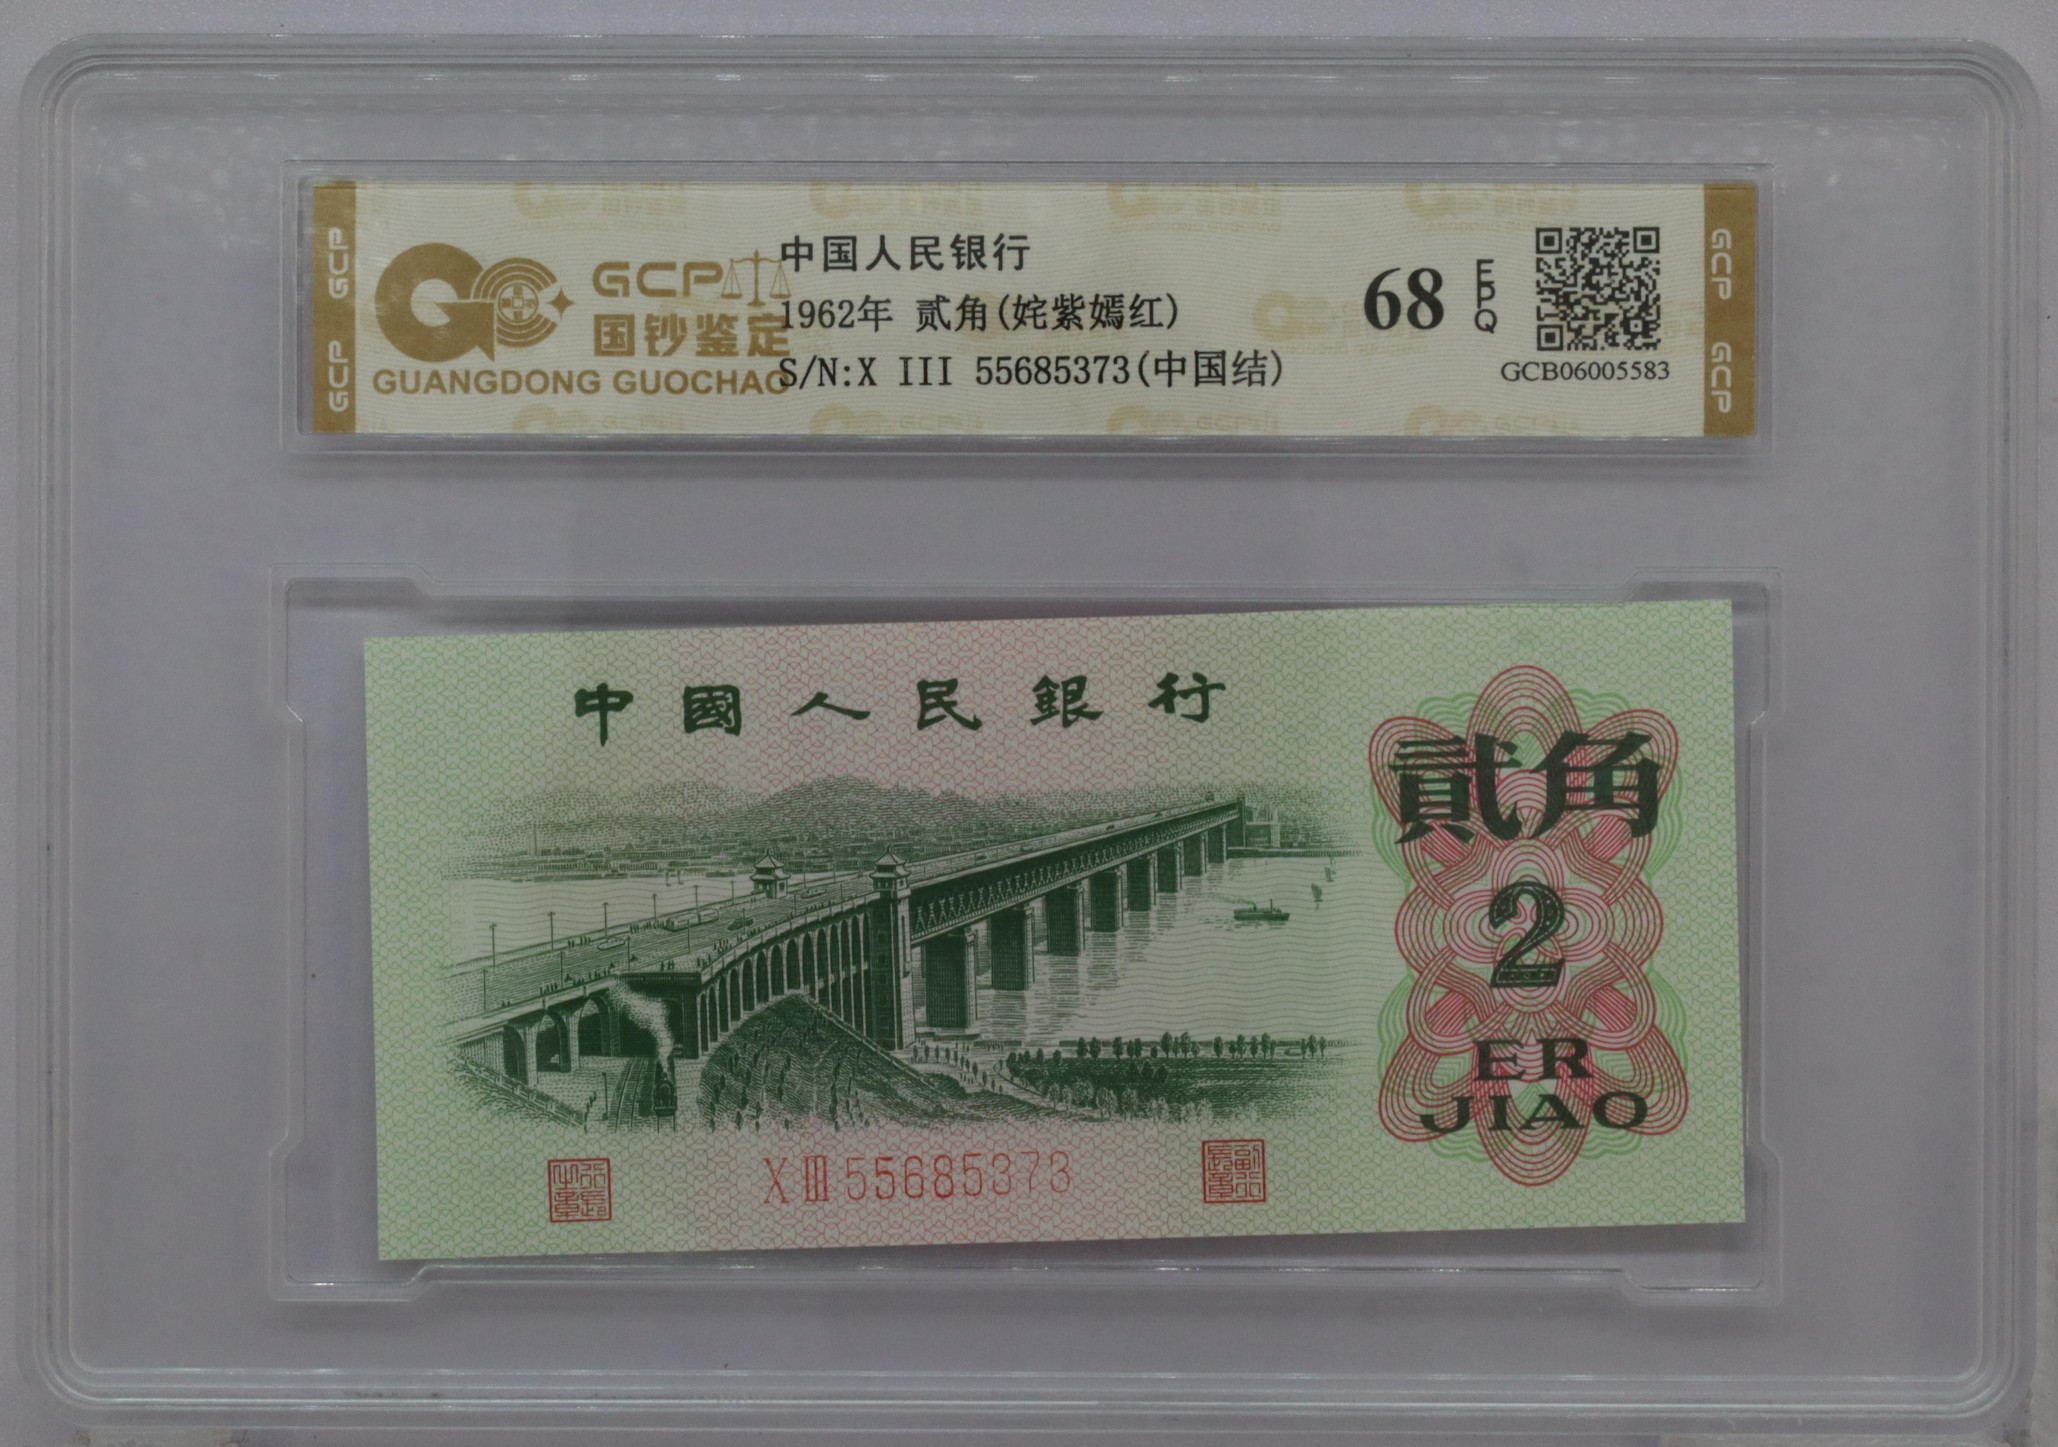 GCP
GCP
GCP
国钞鉴定
GUANGDONG GUOCHAO
中国人民银行
1962年 贰角(姹紫嫣红)
S/N:X III 55685373(中国结)
68
EPQ
GCB06005583
GCP
GCP
中國人民銀行
貳角
2
ER
JIAO
X III 55685373